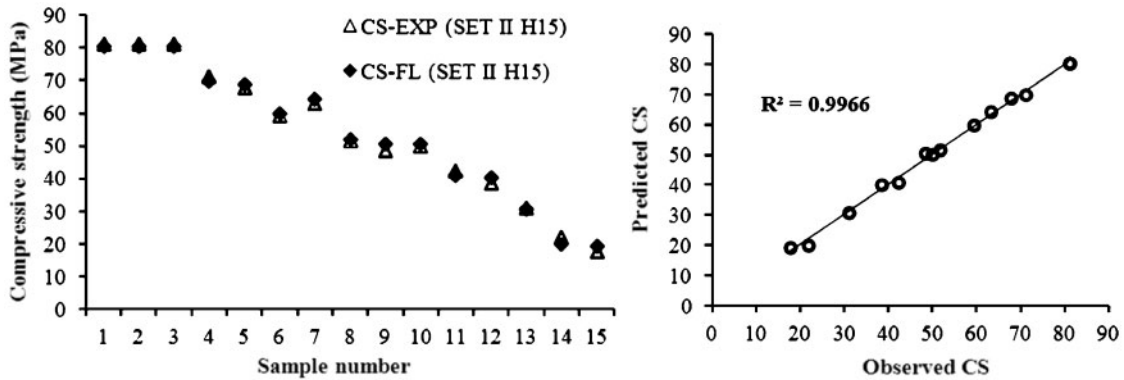 Compressive strength (MPa)
90
80
70
60
50
40
30
20
10
0
CS-EXP (SET II H15)
CS-FL (SET II H15)
1 2 3 4 5 6 7 8 9 10 11 12 13 14 15
Sample number
Predicted CS
90
80
70
60
50
40
30
20
10
0
R² = 0.9966
0 10 20 30 40 50 60 70 80 90
Observed CS